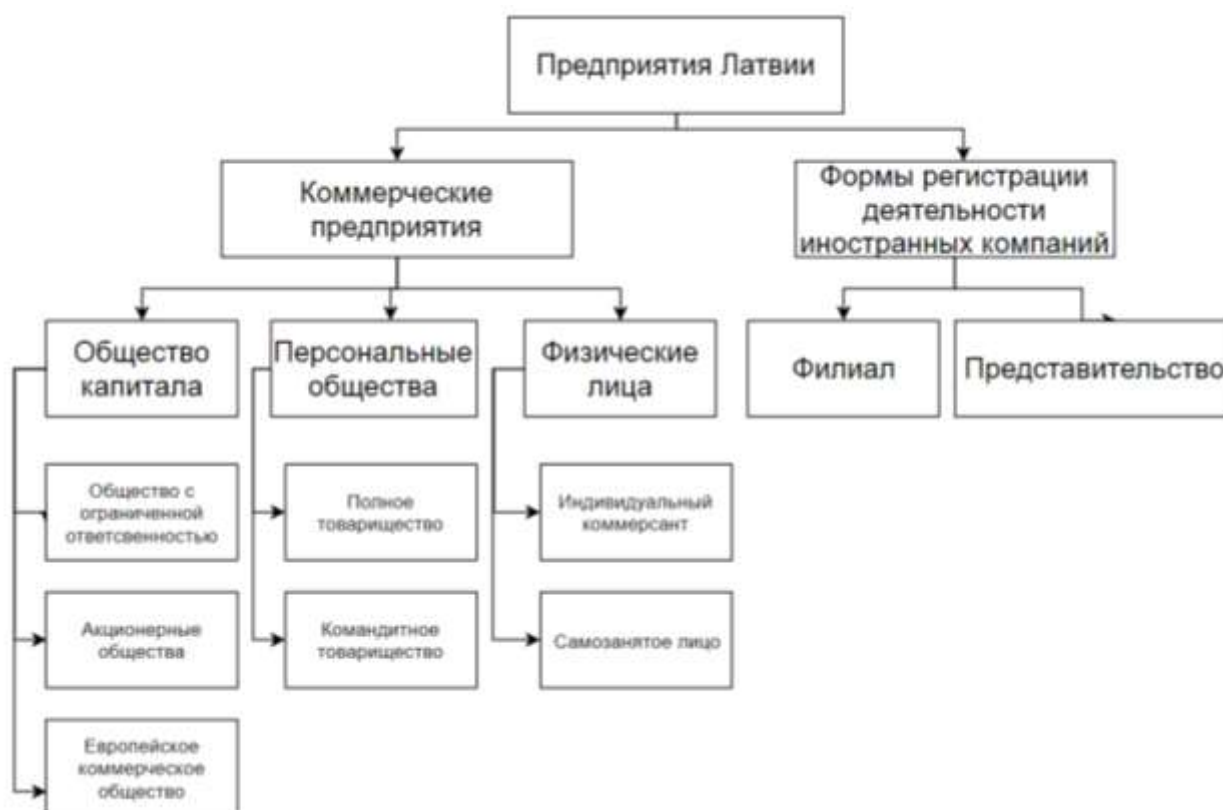 Предприятия Латвии
Коммерческие
предприятия
Формы регистрации
деятельности
иностранных компаний
Общество
капитала
Персональные
общества
Физические
лица
Филиал
Представительство
Общество с
ограниченной
ответсвенностью
Полное
товарищество
Индивидуальный
коммерсант
Акционерные
общества
Командитное
товарищество
Самозанятое лицо
Европейское
коммерческое
общество